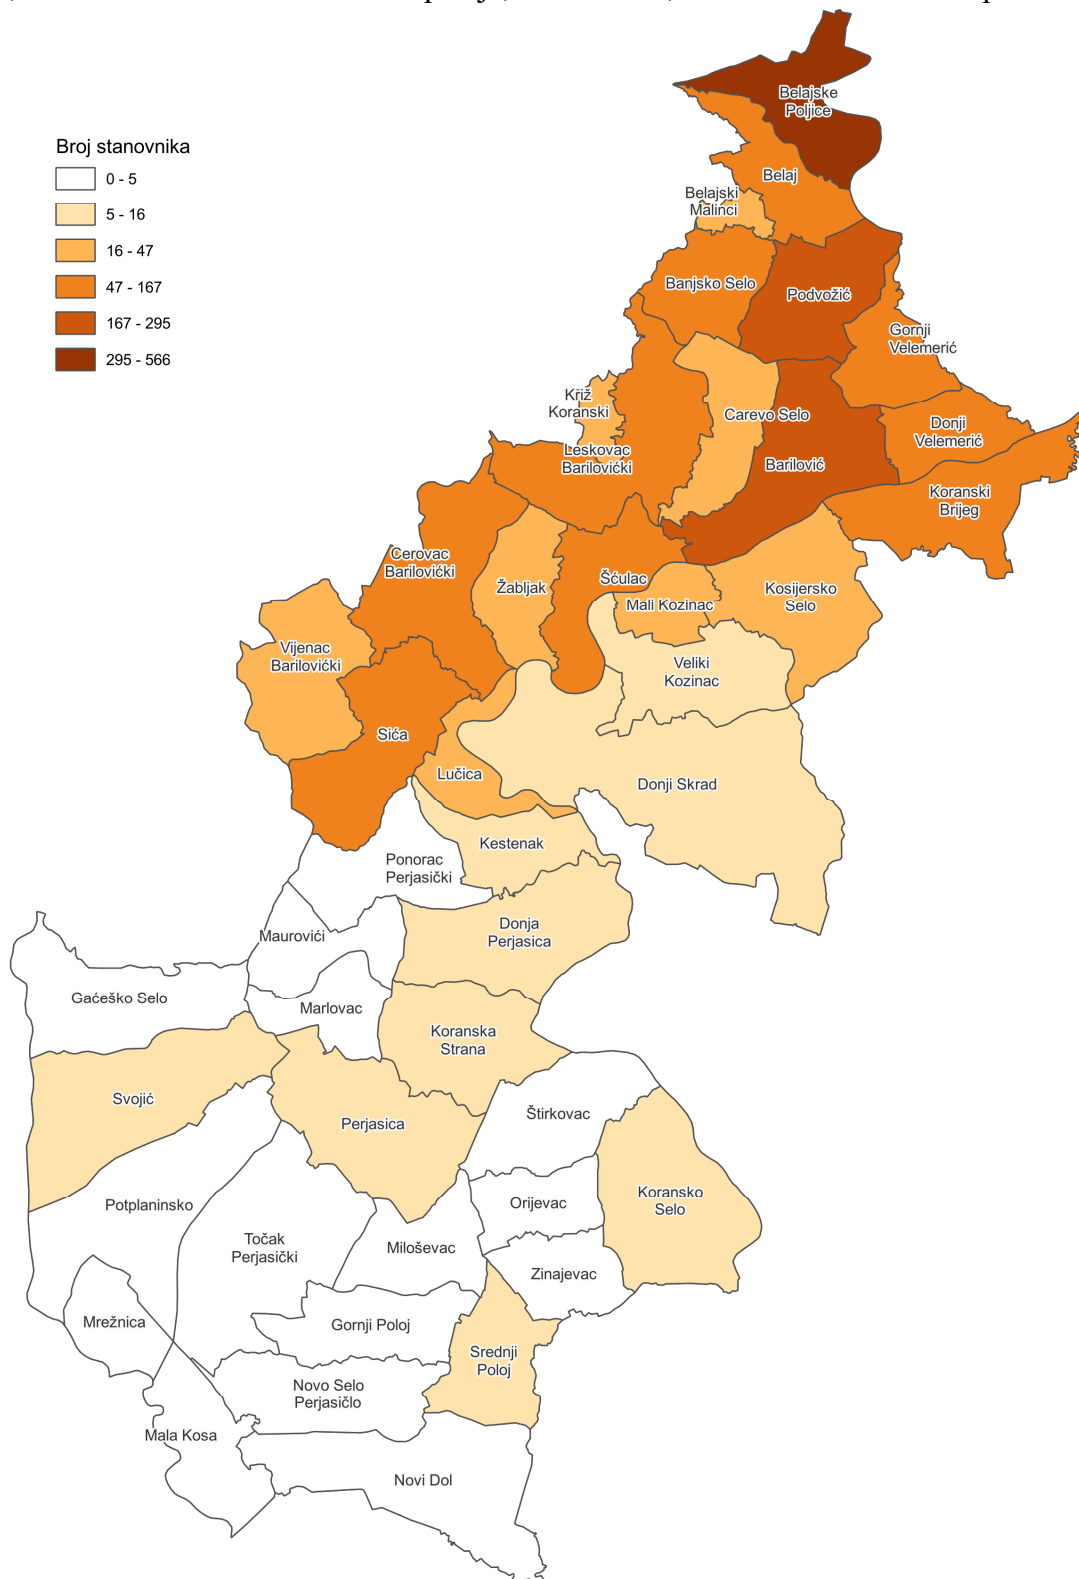 Belajske
Poljice
Broj stanovnika
0 - 5
5 - 16
16 - 47
47 - 167
167 - 295
295 - 566
Belaj
Belajski
Malinci
Banjsko Selo
Podvožić
Gornji
Velemerić
Križ
Koranski
Carevo Selo
Donji
Velemerić
Leskovac
Barilovićki
Barilović
Koranski
Brijeg
Cerovac
Barilovićki
Žabljak
Šćulac
Mali Kozinac
Kosijersko
Selo
Vijenac
Barilovićki
Veliki
Kozinac
Sića
Lučica
Donji Skrad
Kestenak
Ponorac
Perjasički
Donja
Perjasica
Maurovići
Gaćeško Selo
Marlovac
Koranska
Strana
Svojić
Perjasica
Štirkovac
Koransko
Selo
Potplaninsko
Orijevac
Točak
Perjasički
Miloševac
Zinajevac
Mrežnica
Gornji Poloj
Srednji
Poloj
Novo Selo
Perjasičlo
Mala Kosa
Novi Dol